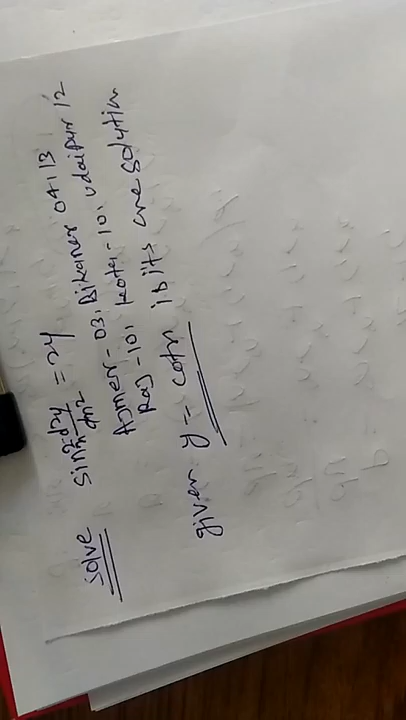 solve sin²x d²y/dx² = 2y
Ajmer - 03, Bikaner 04, 13
Raj - 10, Kota - 10, Udaipur 12
given y = cotx is its one solution